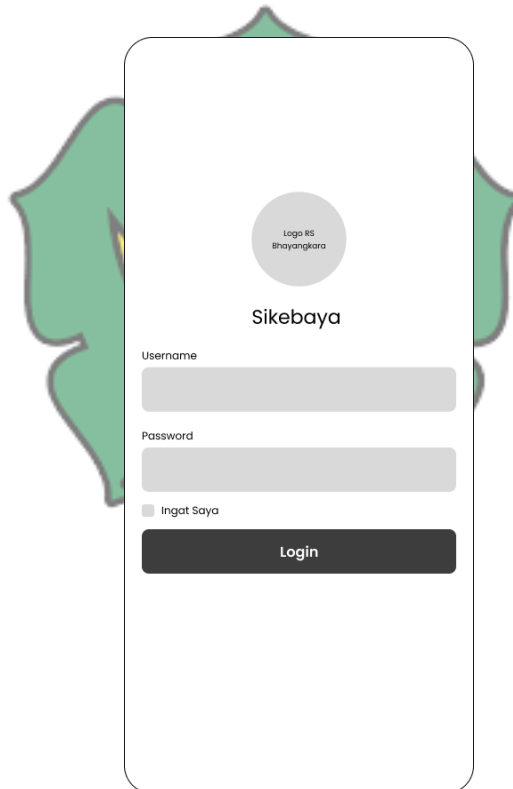 Logo RS
Bhayangkara
Sikebaya
Username
Password
Ingat Saya
Login